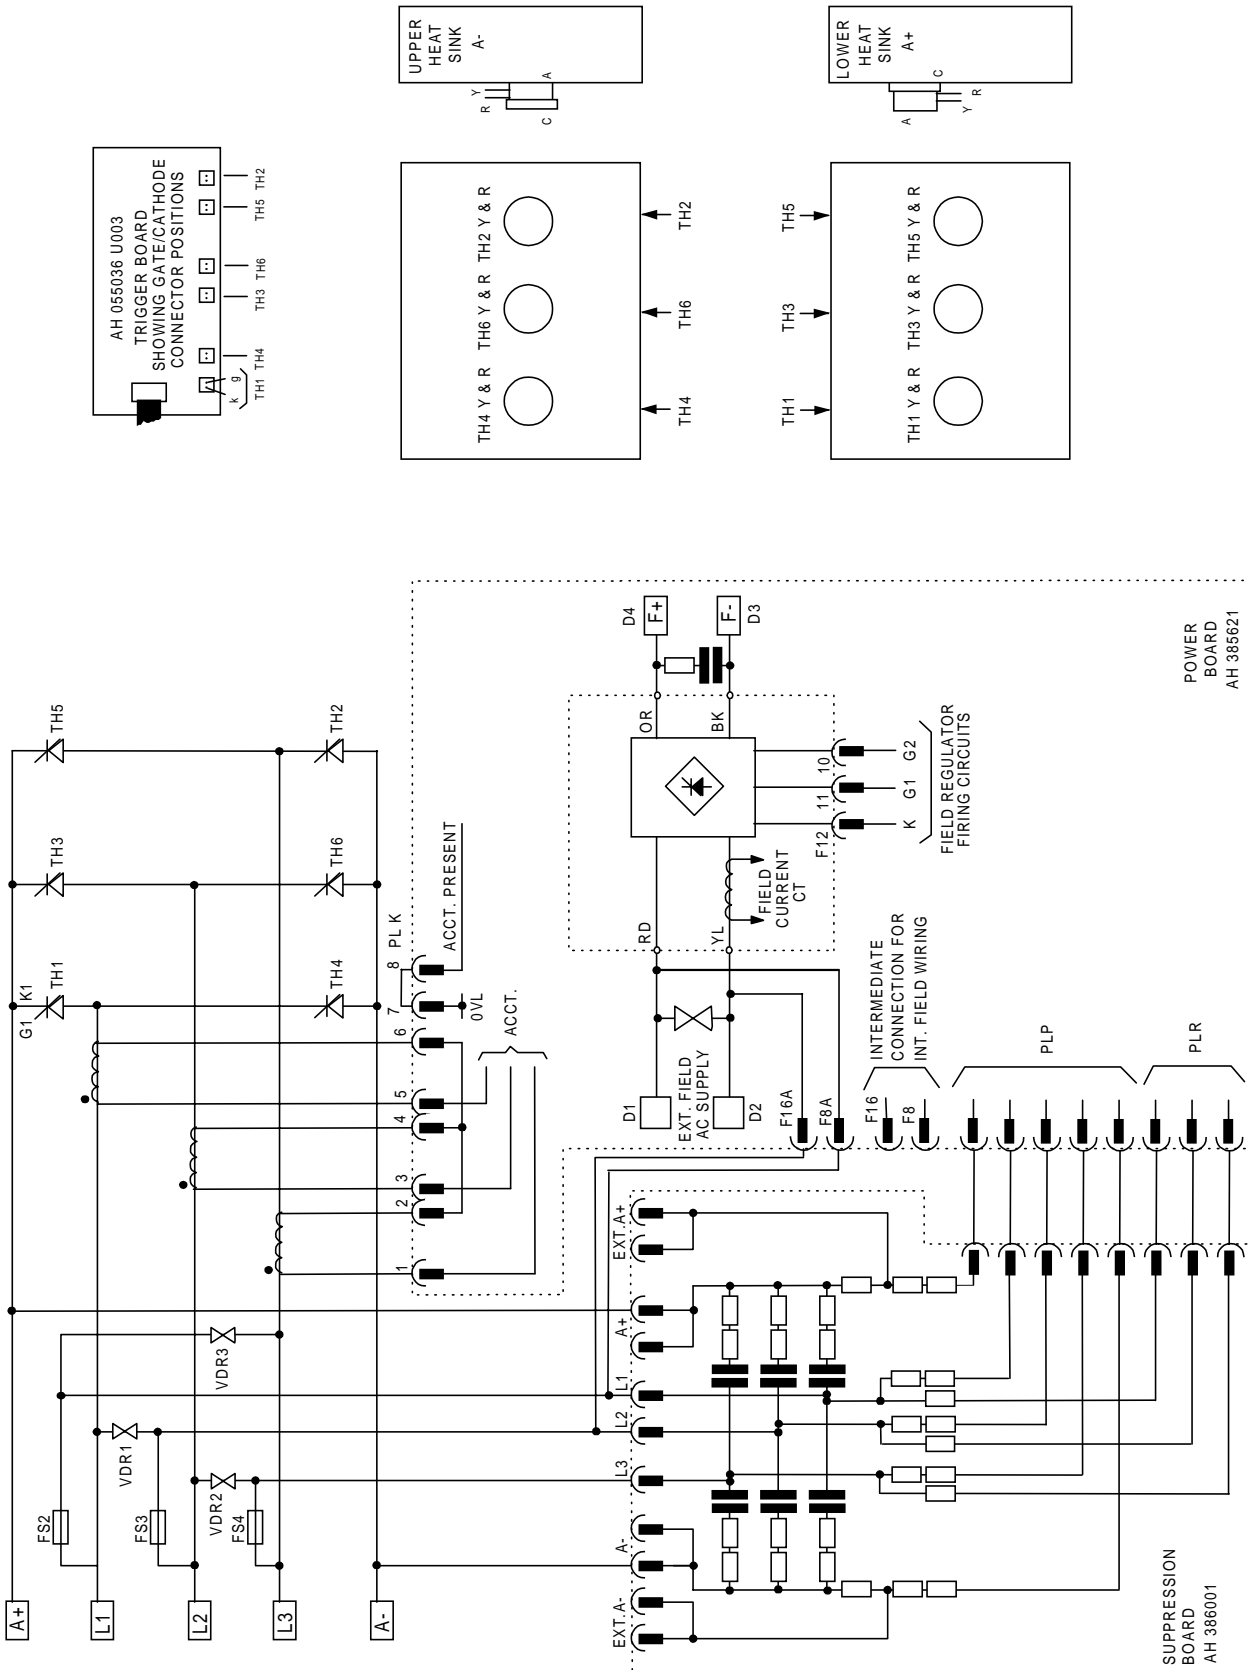 UPPER
HEAT
SINK
A-
R
Y
C
A
LOWER
HEAT
SINK
A+
A
C
Y
R
AH 055036 U003
TRIGGER BOARD
SHOWING GATE/CATHODE
CONNECTOR POSITIONS
k g
TH1 TH4
TH3 TH6
TH5 TH2
TH4 Y & R TH6 Y & R TH2 Y & R
TH4
TH6
TH2
TH1
TH3
TH5
TH1 Y & R TH3 Y & R TH5 Y & R
A+
L1
L2
L3
A-
FS2
FS3
FS4
VDR1
VDR2
VDR3
G1 K1
TH1
TH3
TH5
TH4
TH6
TH2
1
2
3
4
5
6
7
8
PL K
0VL
ACCT. PRESENT
ACCT.
D1
D2
EXT. FIELD
AC SUPPLY
RD
YL
FIELD
CURRENT
CT
OR
BK
D4
F+
F-
D3
F12
11
10
K
G1
G2
FIELD REGULATOR
FIRING CIRCUITS
POWER
BOARD
AH 385621
F16A
F8A
F16
F8
INTERMEDIATE
CONNECTION FOR
INT. FIELD WIRING
PLP
PLR
EXT.A-
A-
L3
L2
L1
A+
EXT.A+
SUPPRESSION
BOARD
AH 386001